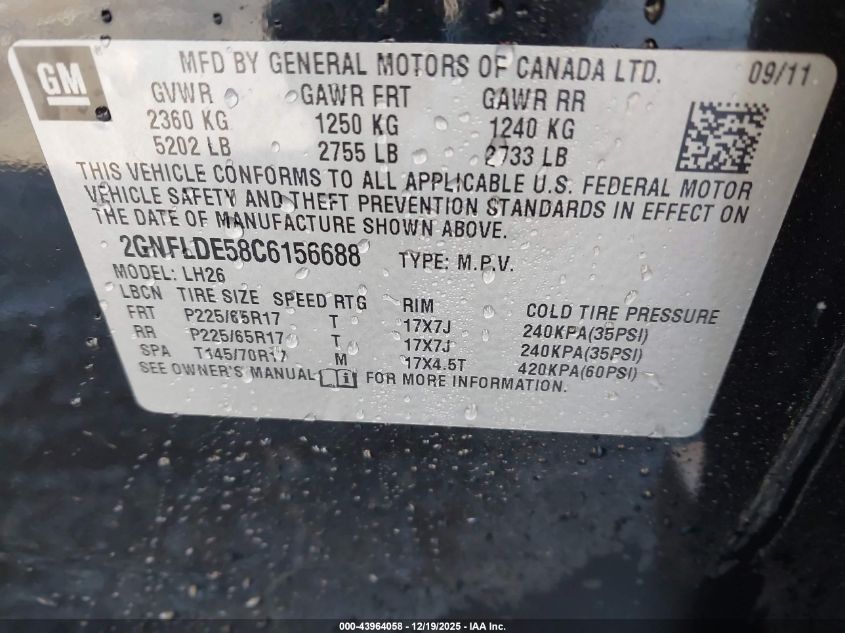 GM
MFD BY GENERAL MOTORS OF CANADA LTD. 09/11
GVWR GAWR FRT GAWR RR
2360 KG 1250 KG 1240 KG
5202 LB 2755 LB 2733 LB
THIS VEHICLE CONFORMS TO ALL APPLICABLE U.S. FEDERAL MOTOR
VEHICLE SAFETY AND THEFT PREVENTION STANDARDS IN EFFECT ON
THE DATE OF MANUFACTURE SHOWN ABOVE.
2GNFLDE58C6156688 TYPE: M.P.V.
MODEL: LH26
LBCN TIRE SIZE SPEED RTG RIM COLD TIRE PRESSURE
FRT P225/65R17 T 17X7J 240KPA(35PSI)
RR P225/65R17 T 17X7J 240KPA(35PSI)
SPA T145/70R17 M 17X4.5T 420KPA(60PSI)
SEE OWNER'S MANUAL FOR MORE INFORMATION.
000-43964058 - 12/19/2025 - IAA Inc.